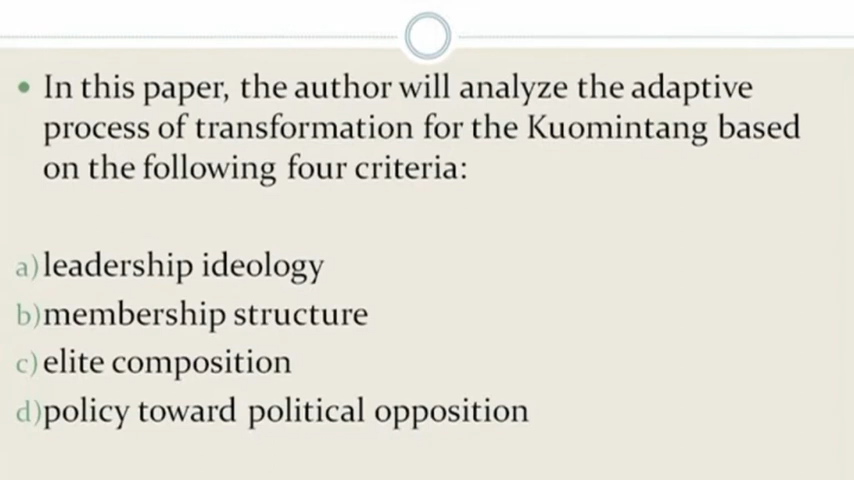 • In this paper, the author will analyze the adaptive
process of transformation for the Kuomintang based
on the following four criteria:
a) leadership ideology
b) membership structure
c) elite composition
d) policy toward political opposition